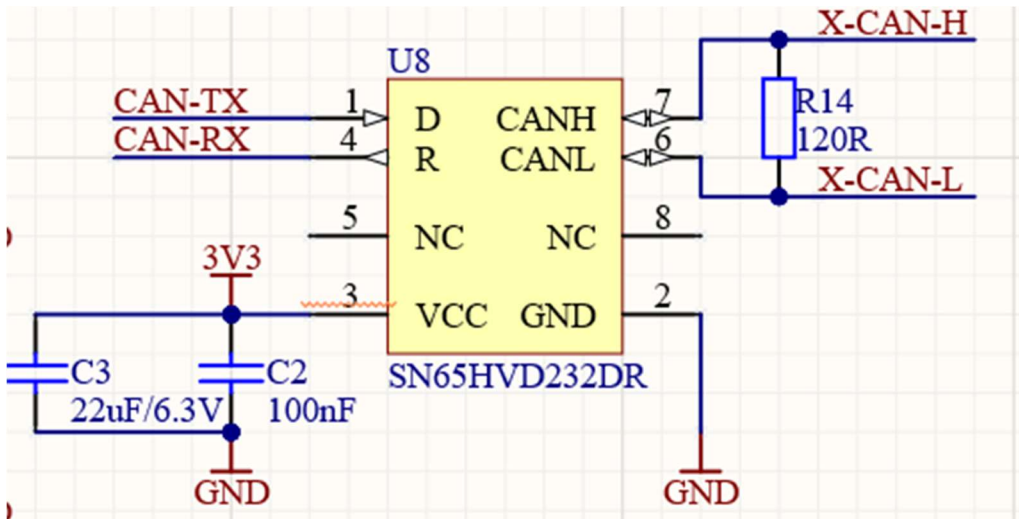 X-CAN-H
U8
CAN-TX
1
D
CANH
7
R14
CAN-RX
4
R
CANL
6
120R
X-CAN-L
5
NC
NC
8
3V3
3
VCC
GND
2
C3
C2
SN65HVD232DR
22uF/6.3V
100nF
GND
GND